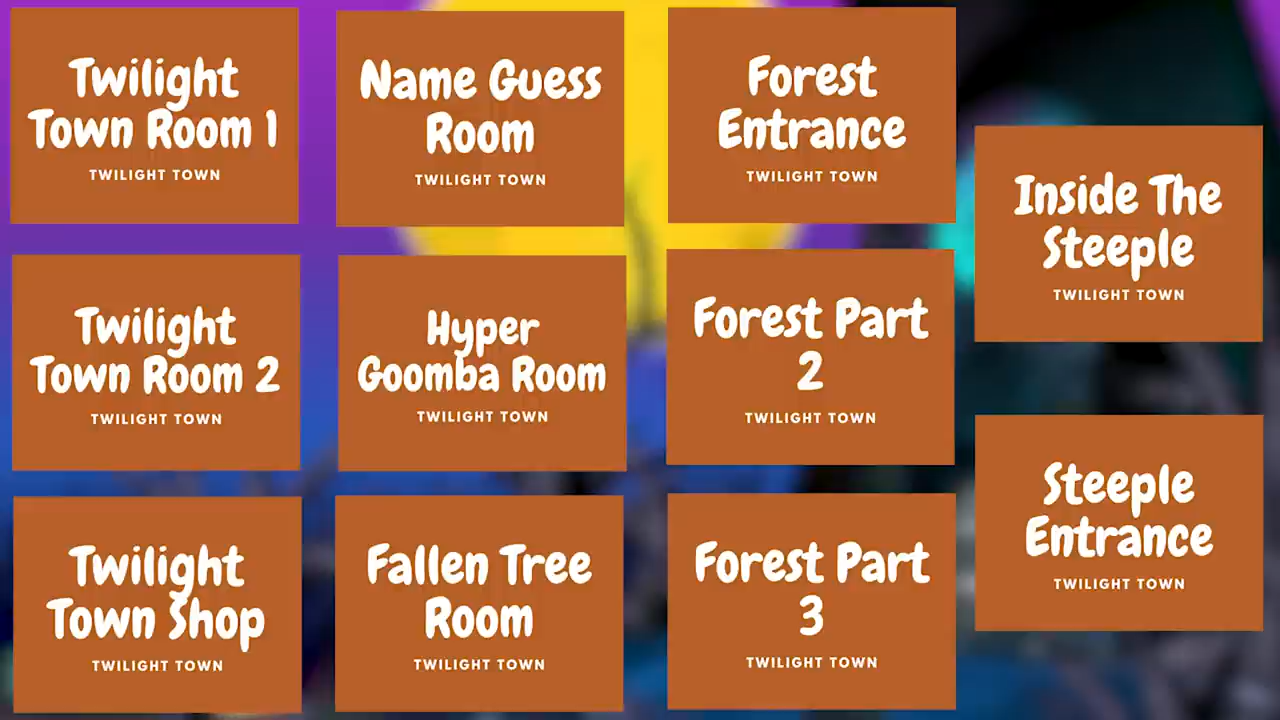 Twilight
Town Room 1
TWILIGHT TOWN
Twilight
Town Room 2
TWILIGHT TOWN
Twilight
Town Shop
TWILIGHT TOWN
Name Guess
Room
TWILIGHT TOWN
Hyper
Goomba Room
TWILIGHT TOWN
Fallen Tree
Room
TWILIGHT TOWN
Forest
Entrance
TWILIGHT TOWN
Forest Part
2
TWILIGHT TOWN
Forest Part
3
TWILIGHT TOWN
Inside The
Steeple
TWILIGHT TOWN
Steeple
Entrance
TWILIGHT TOWN